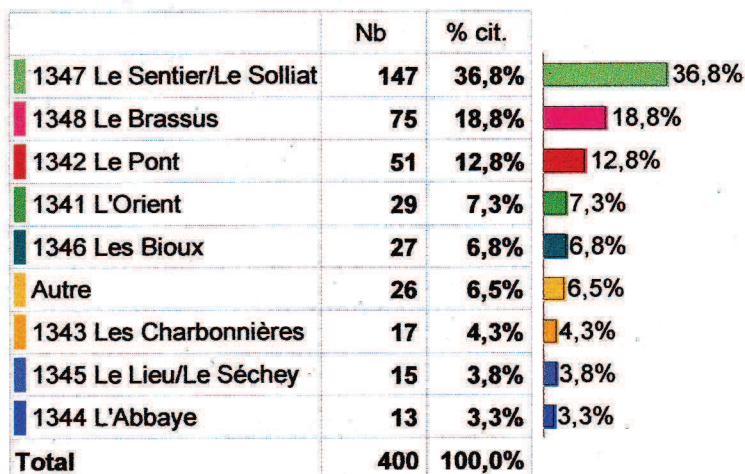 Nb % cit.
1347 Le Sentier/Le Solliat 147 36,8% 36,8%
1348 Le Brassus 75 18,8% 18,8%
1342 Le Pont 51 12,8% 12,8%
1341 L'Orient 29 7,3% 7,3%
1346 Les Bioux 27 6,8% 6,8%
Autre 26 6,5% 6,5%
1343 Les Charbonnières 17 4,3% 4,3%
1345 Le Lieu/Le Séchey 15 3,8% 3,8%
1344 L'Abbaye 13 3,3% 3,3%
Total 400 100,0%